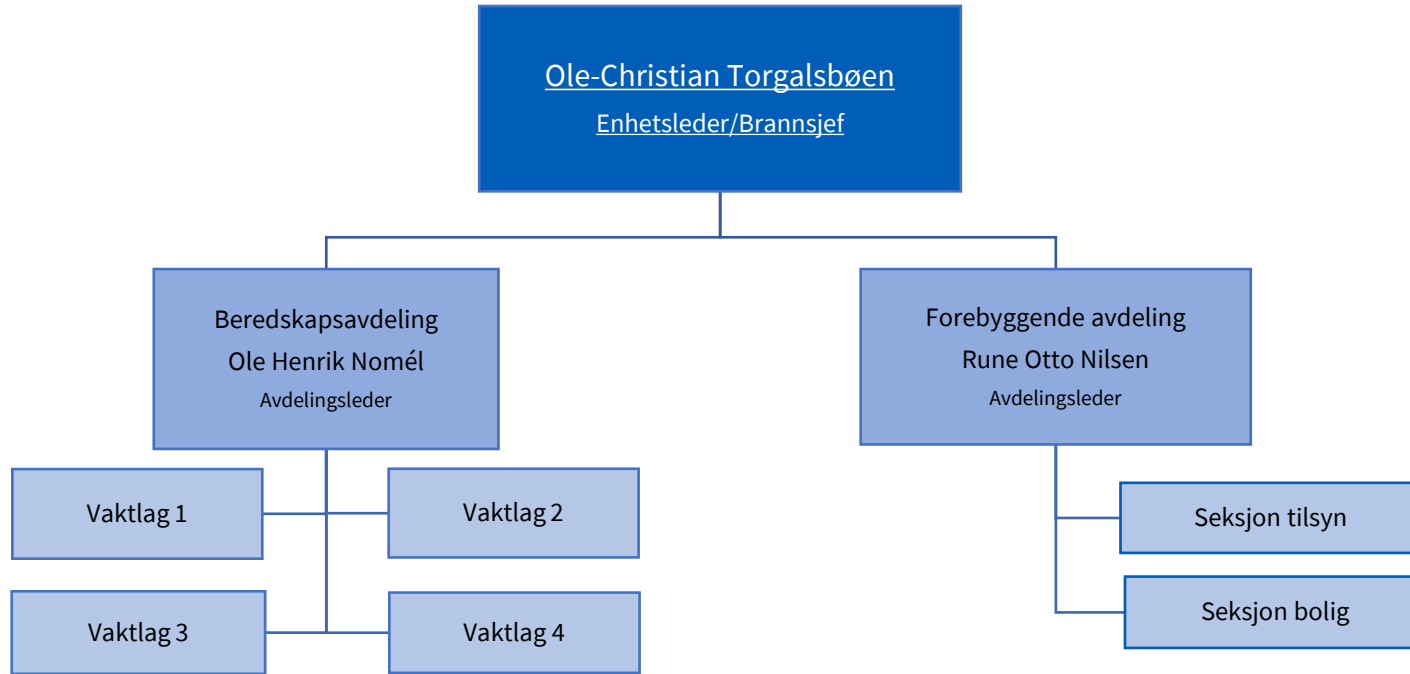 Ole-Christian Torgalsbøen
Enhetsleder/Brannsjef
Beredskapsavdeling
Ole Henrik Nomél
Avdelingsleder
Forebyggende avdeling
Rune Otto Nilsen
Avdelingsleder
Vaktlag 1
Vaktlag 2
Vaktlag 3
Vaktlag 4
Seksjon tilsyn
Seksjon bolig